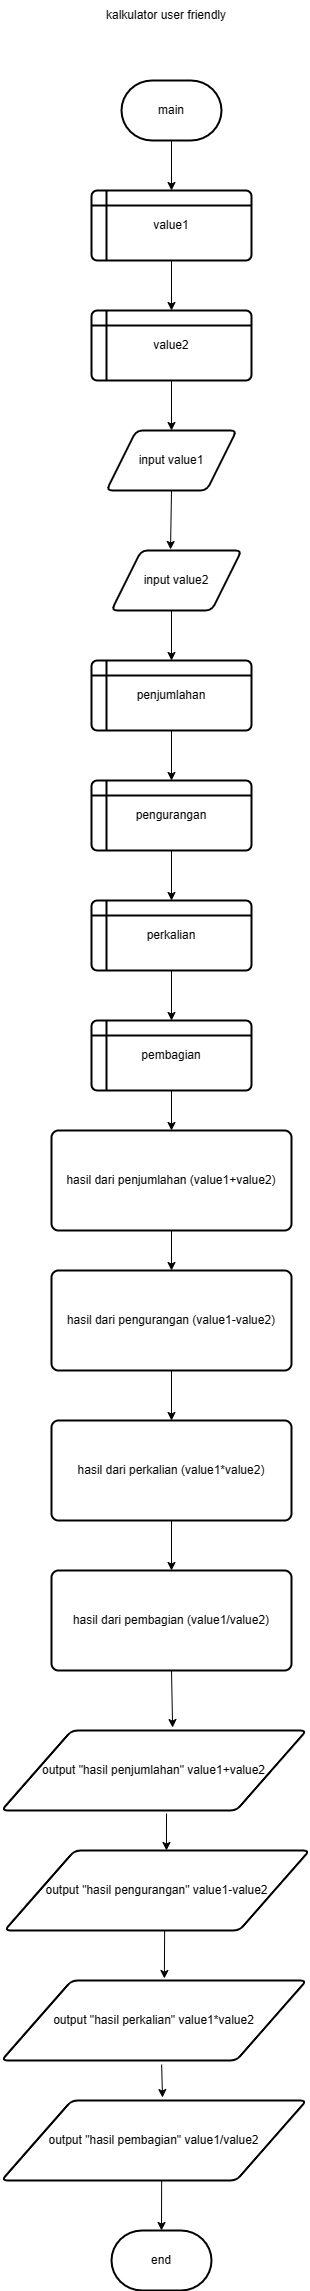 kalkulator user friendly
main
value1
value2
input value1
input value2
penjumlahan
pengurangan
perkalian
pembagian
hasil dari penjumlahan (value1+value2)
hasil dari pengurangan (value1-value2)
hasil dari perkalian (value1*value2)
hasil dari pembagian (value1/value2)
output "hasil penjumlahan" value1+value2
output "hasil pengurangan" value1-value2
output "hasil perkalian" value1*value2
output "hasil pembagian" value1/value2
end